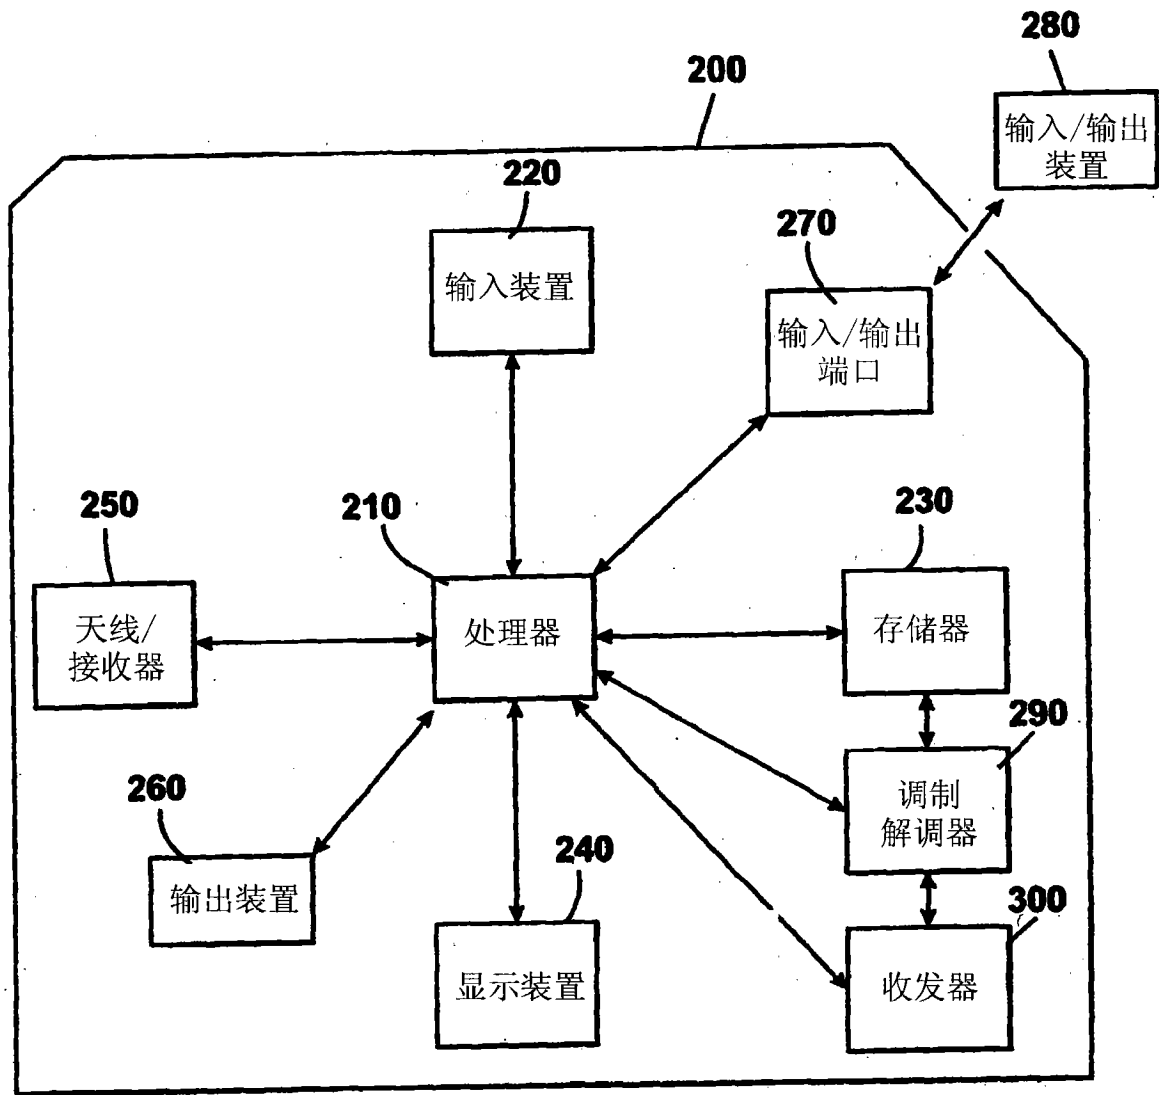 280
200
输入/输出
装置
220
270
输入装置
输入/输出
端口
250
210
230
天线/
接收器
处理器
存储器
290
260
调制
解调器
240
输出装置
300
显示装置
收发器